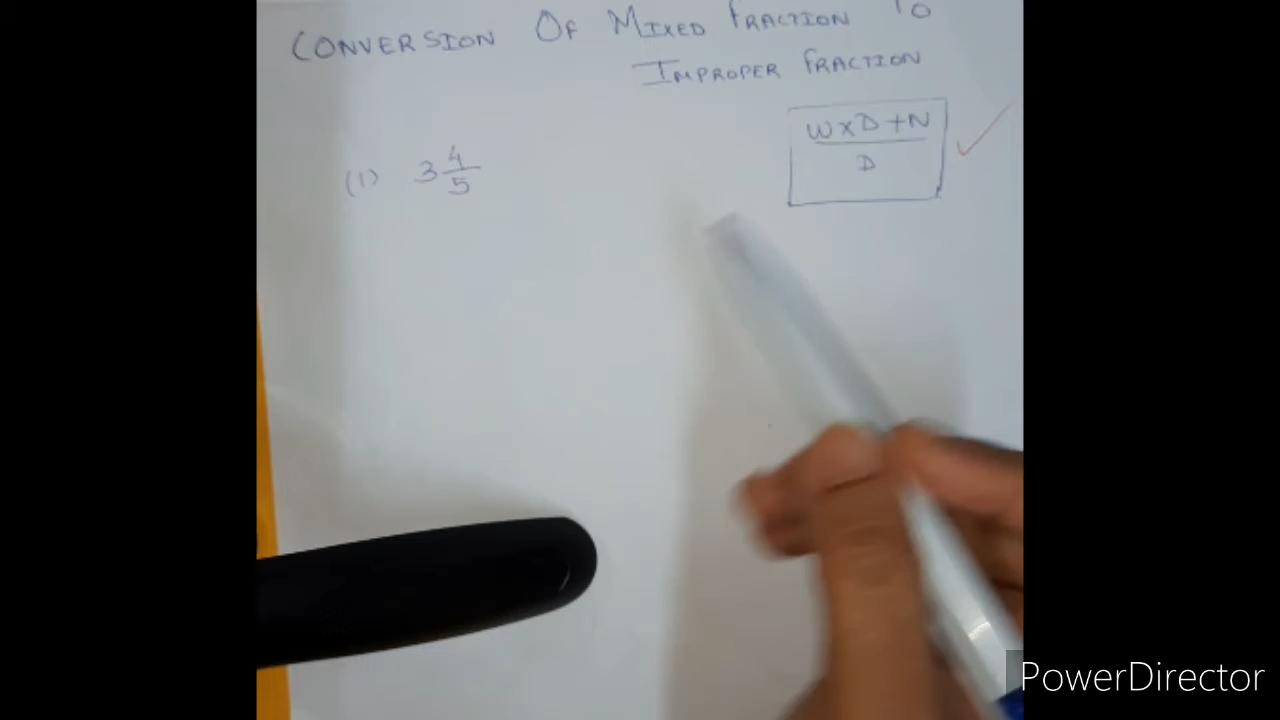 CONVERSION OF MIXED FRACTION TO
IMPROPER FRACTION
W×D+N
D
(1) 3 4/5
PowerDirector